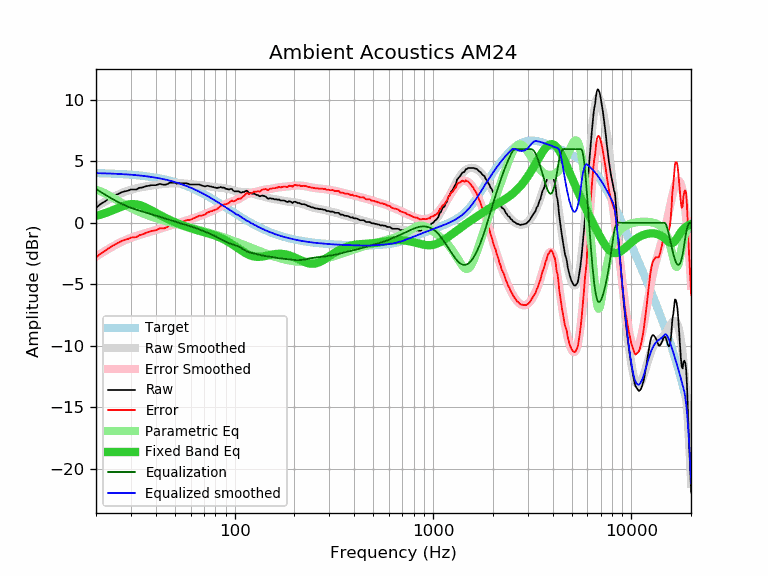 Ambient Acoustics AM24
Amplitude (dBr)
10
5
0
−5
−10
−15
−20
Target
Raw Smoothed
Error Smoothed
Raw
Error
Parametric Eq
Fixed Band Eq
Equalization
Equalized smoothed
100
1000
10000
Frequency (Hz)